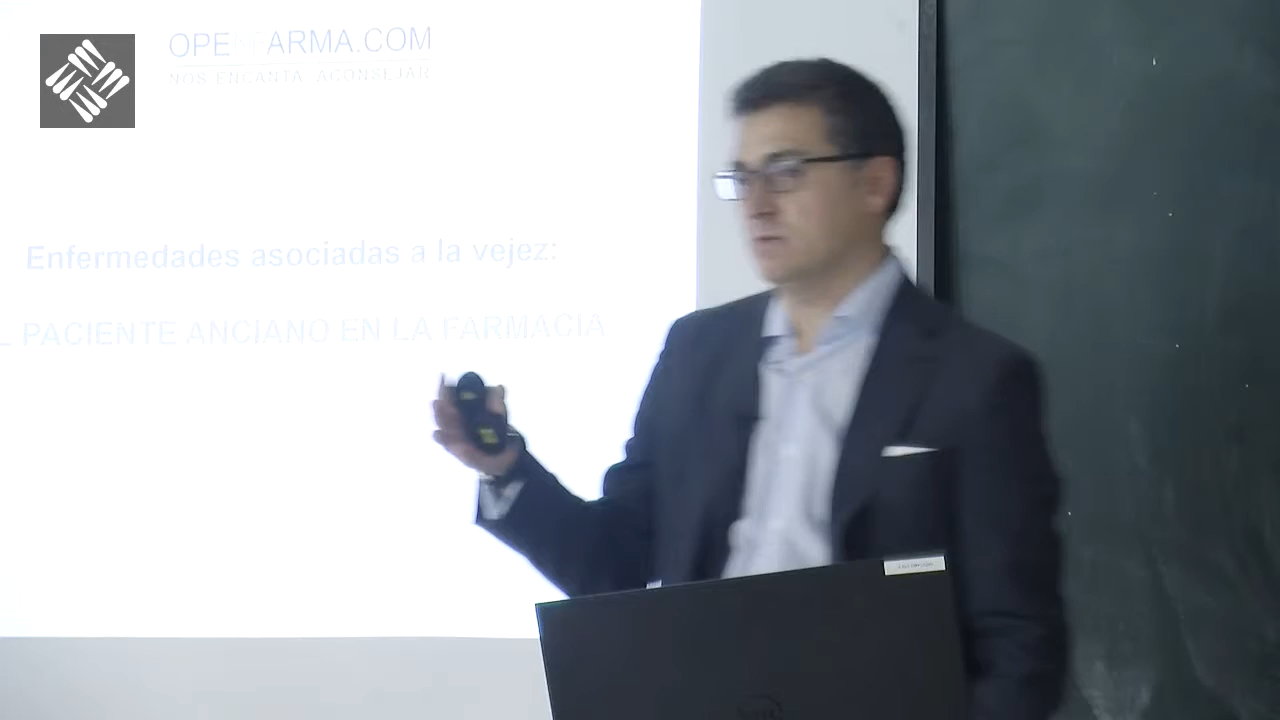 OPENFARMA.COM
NOS ENCANTA ACONSEJAR
Enfermedades asociadas a la vejez:
L PACIENTE ANCIANO EN LA FARMACIA